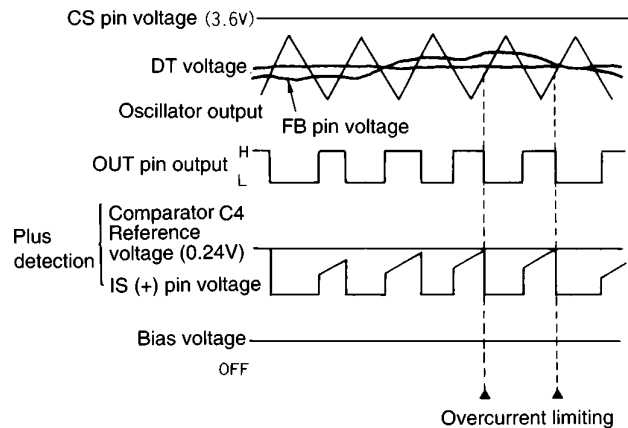 CS pin voltage (3.6V)
DT voltage
Oscillator output
FB pin voltage
OUT pin output
H
L
Plus
detection
Comparator C4
Reference
voltage (0.24V)
IS (+) pin voltage
Bias voltage
OFF
Overcurrent limiting